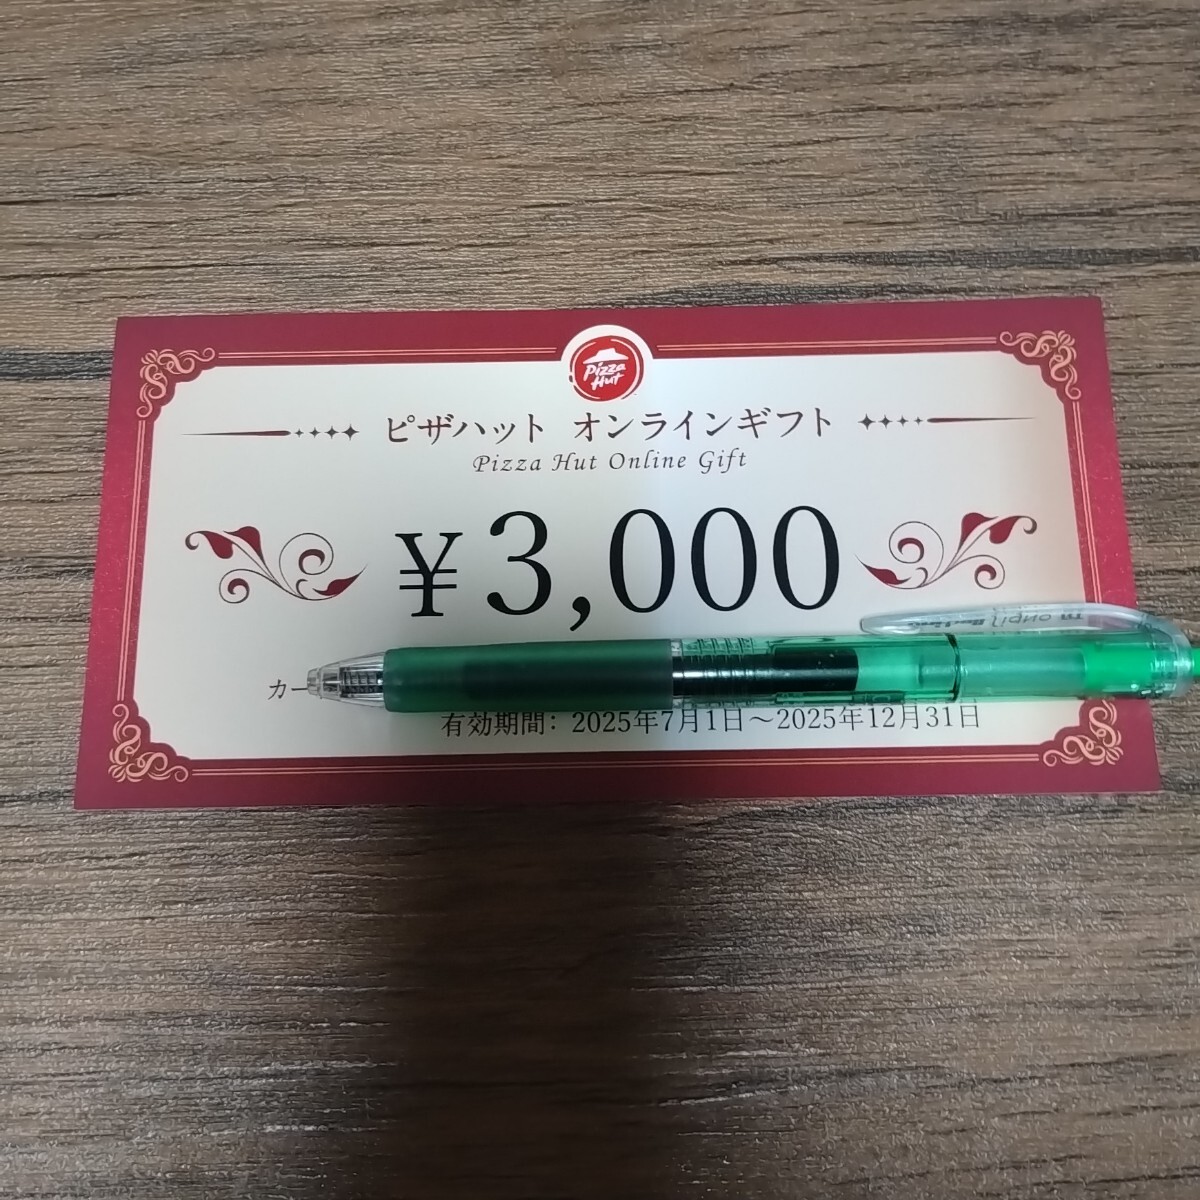 Pizza
Hut
ピザハット オンラインギフト
Pizza Hut Online Gift
¥3,000
カー
有効期間：2025年7月1日〜2025年12月31日